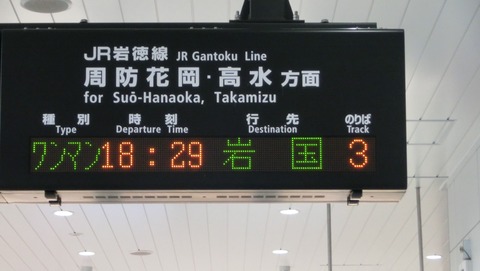 JR岩徳線 JR Gantoku Line
周防花岡・高水 方面
for Suō-Hanaoka, Takamizu
種別 時刻 行先 のりば
Type Departure Time Destination Track
ワンマン 18:29 岩国 3